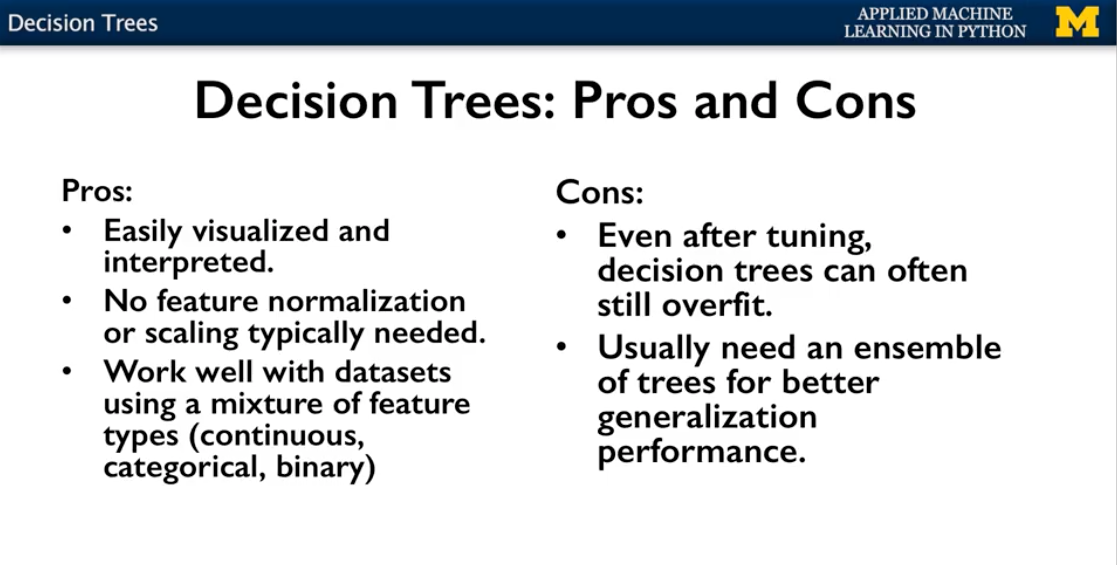 Decision Trees
APPLIED MACHINE
LEARNING IN PYTHON
M
Decision Trees: Pros and Cons
Pros:
• Easily visualized and
interpreted.
• No feature normalization
or scaling typically needed.
• Work well with datasets
using a mixture of feature
types (continuous,
categorical, binary)
Cons:
• Even after tuning,
decision trees can often
still overfit.
• Usually need an ensemble
of trees for better
generalization
performance.